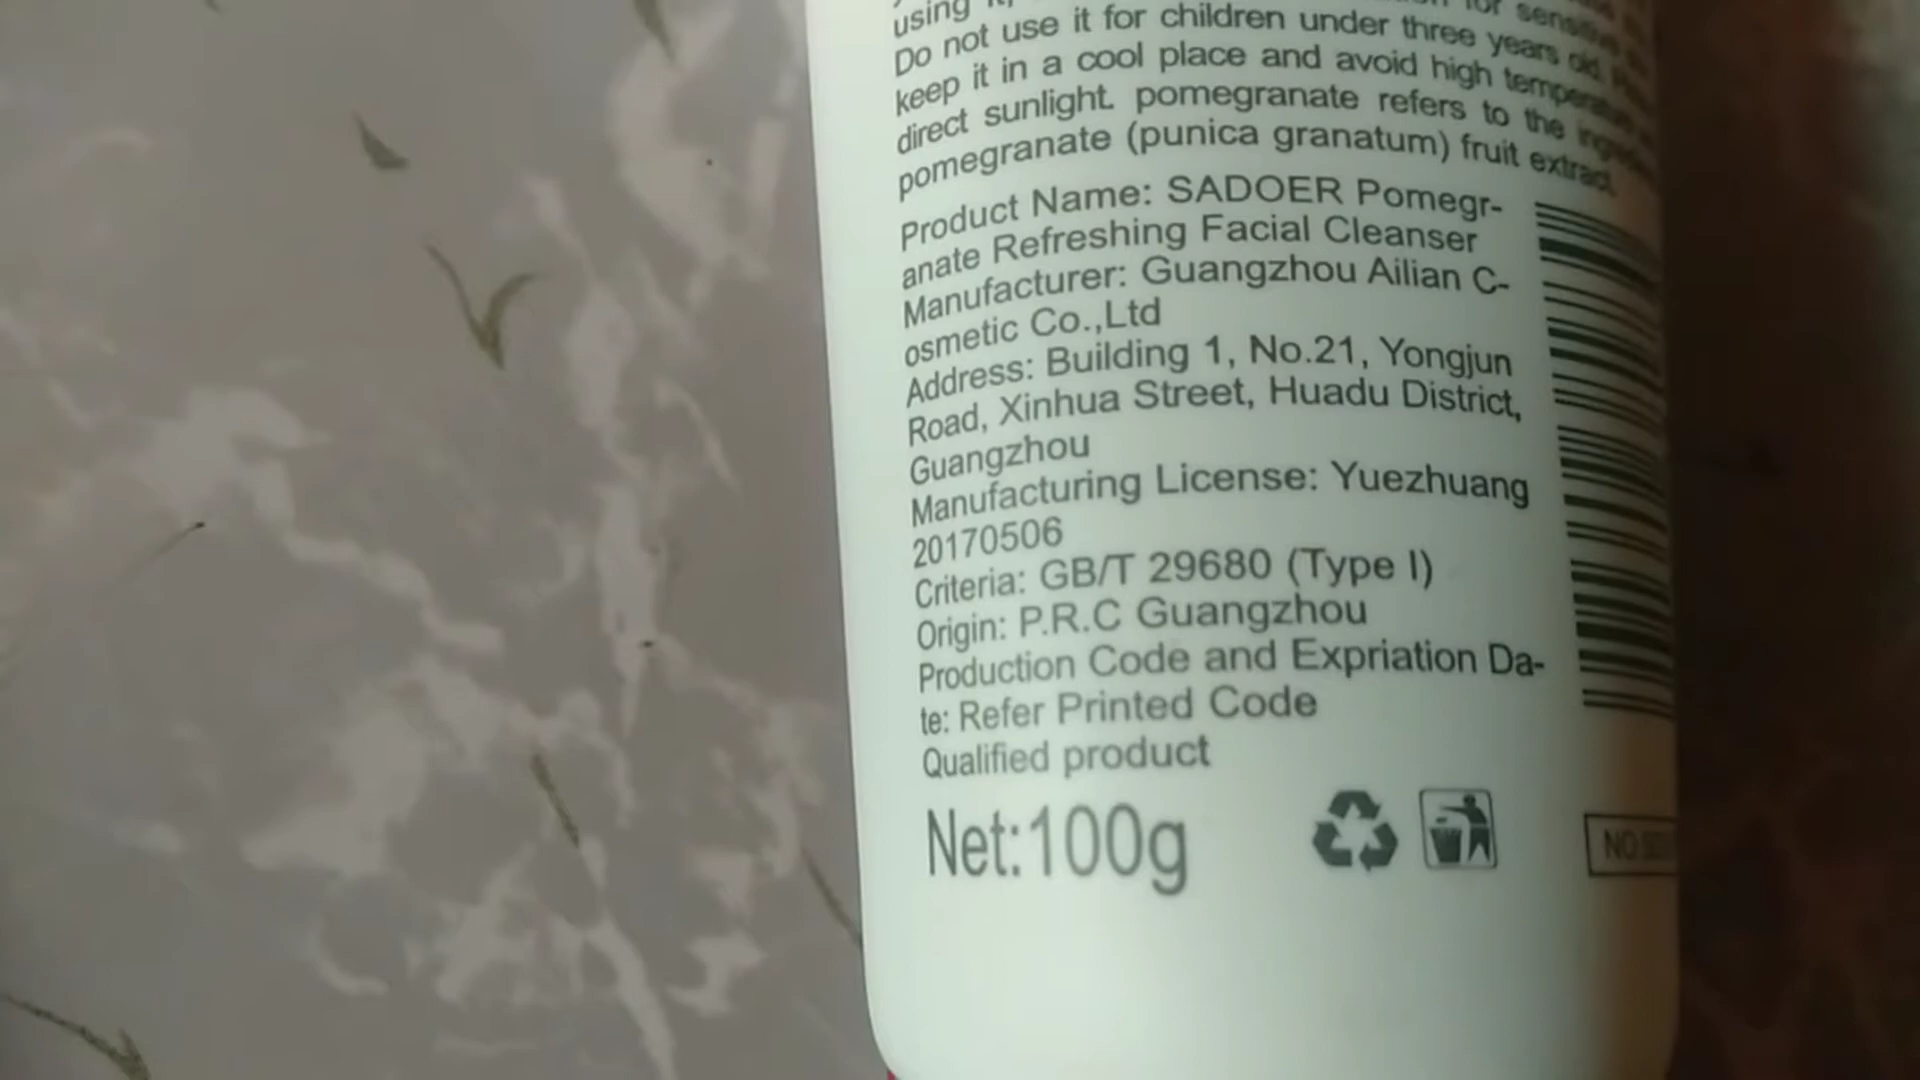 using it,
for sensitive
Do not use it for children under three years old.
keep it in a cool place and avoid high
direct sunlight. pomegranate refers to the
pomegranate (punica granatum) fruit extract.
Product Name: SADOER Pomegr-
anate Refreshing Facial Cleanser
Manufacturer: Guangzhou Ailian C-
osmetic Co.,Ltd
Address: Building 1, No.21, Yongjun
Road, Xinhua Street, Huadu District,
Guangzhou
Manufacturing License: Yuezhuang
20170506
Criteria: GB/T 29680 (Type I)
Origin: P.R.C Guangzhou
Production Code and Expriation Da-
te: Refer Printed Code
Qualified product
Net:100g